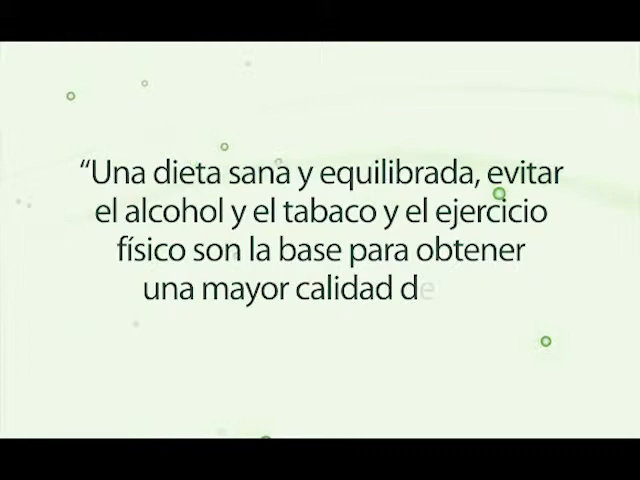 “Una dieta sana y equilibrada, evitar
el alcohol y el tabaco y el ejercicio
físico son la base para obtener
una mayor calidad de